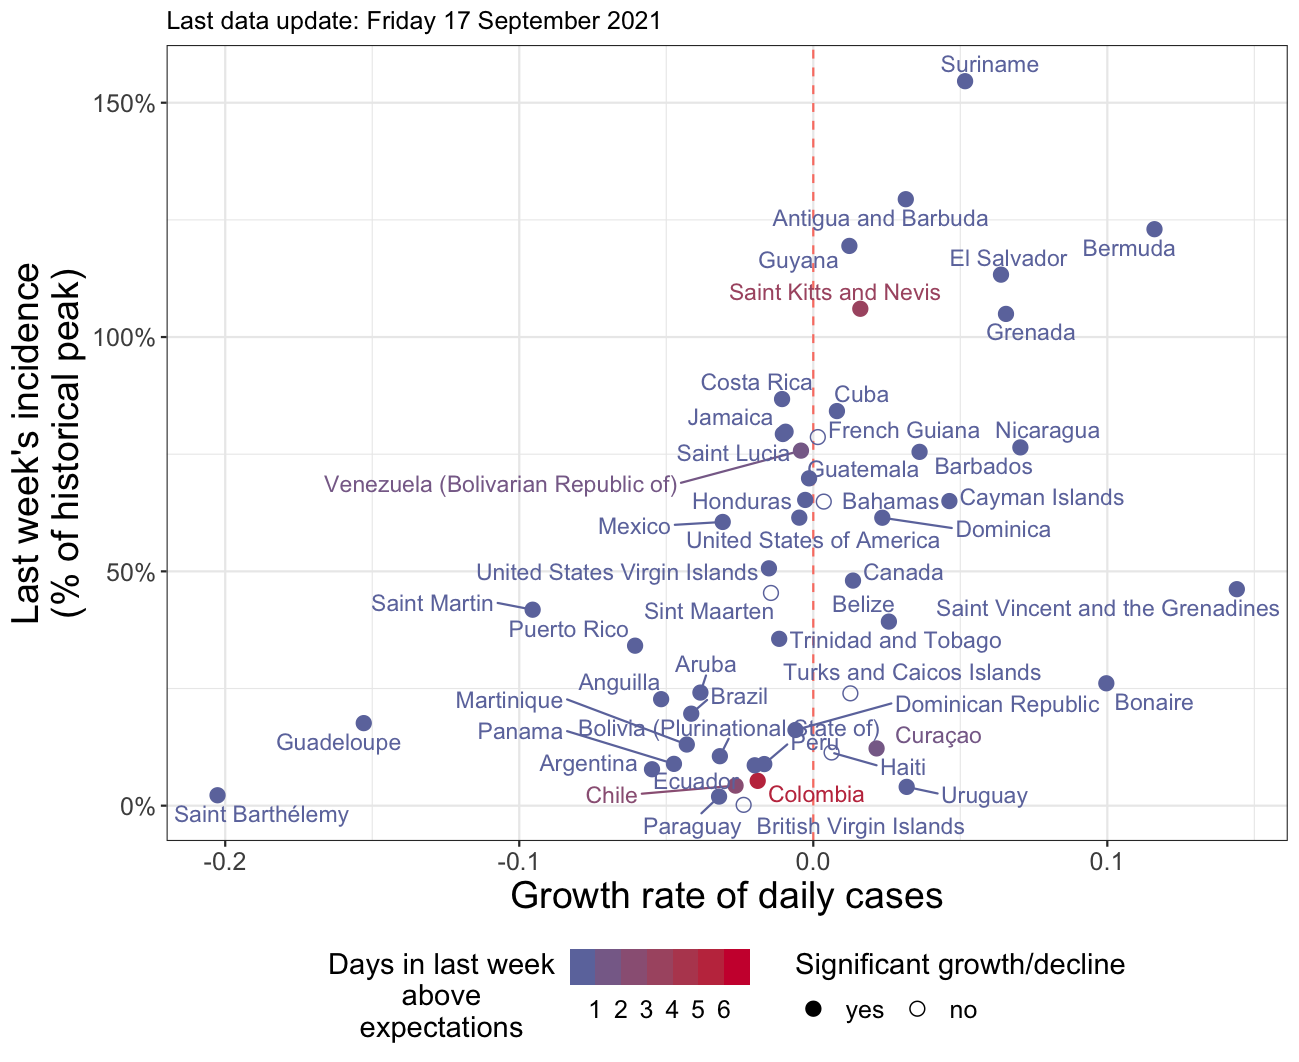 Last data update: Friday 17 September 2021
Last week's incidence
(% of historical peak)
150%
100%
50%
0%
Suriname
Antigua and Barbuda
Bermuda
Guyana
El Salvador
Saint Kitts and Nevis
Grenada
Costa Rica
Cuba
Jamaica
French Guiana
Nicaragua
Saint Lucia
Guatemala
Barbados
Venezuela (Bolivarian Republic of)
Honduras
Bahamas
Cayman Islands
Mexico
Dominica
United States of America
United States Virgin Islands
Canada
Saint Martin
Sint Maarten
Belize
Saint Vincent and the Grenadines
Puerto Rico
Trinidad and Tobago
Aruba
Turks and Caicos Islands
Anguilla
Brazil
Martinique
Dominican Republic
Bonaire
Panama
Bolivia (Plurinational State of)
Curaçao
Guadeloupe
Peru
Argentina
Haiti
Ecuador
Chile
Colombia
Uruguay
Saint Barthélemy
Paraguay
British Virgin Islands
-0.2
-0.1
0.0
0.1
Growth rate of daily cases
Days in last week
above
expectations
1 2 3 4 5 6
Significant growth/decline
yes
no